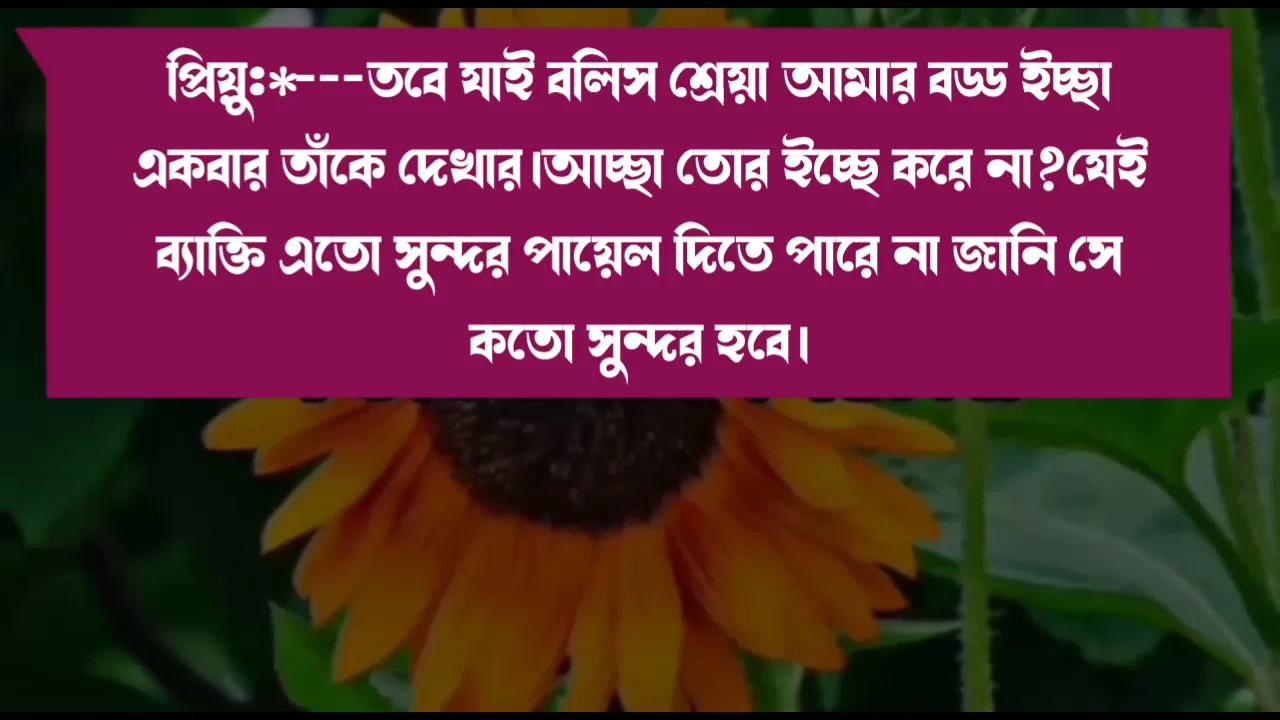 প্রিয়ুঃ*---তবে যাই বলিস শ্রেয়া আমার বড্ড ইচ্ছা
একবার তাঁকে দেখার।আচ্ছা তোর ইচ্ছে করে না?যেই
ব্যাক্তি এতো সুন্দর পায়েল দিতে পারে না জানি সে
কতো সুন্দর হবে।